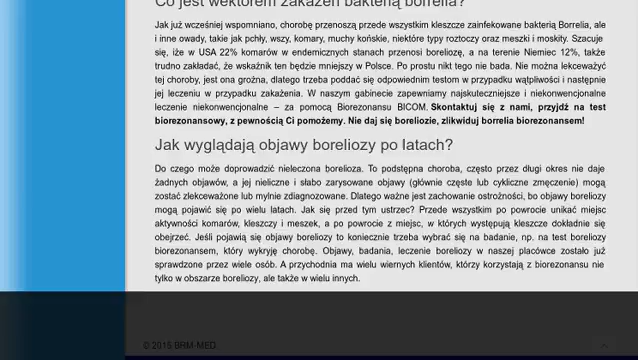 Co jest wektorem zakażeń bakterią borrelia?
Jak już wcześniej wspomniano, chorobę przenoszą przede wszystkim kleszcze zainfekowane bakterią Borrelia, ale
i inne owady, takie jak pchły, wszy, komary, muchy końskie, niektóre typy roztoczy oraz meszki i moskity. Szacuje
się, iże w USA 22% komarów w endemicznych stanach przenosi boreliozę, a na terenie Niemiec 12%, także
trudno zakładać, że wskaźnik ten będzie mniejszy w Polsce. Po prostu nikt tego nie bada. Nie można lekceważyć
tej choroby, jest ona groźna, dlatego trzeba poddać się odpowiednim testom w przypadku wątpliwości i następnie
jej leczeniu w przypadku zakażenia. W naszym gabinecie zapewniamy najskuteczniejsze i niekonwencjonalne
leczenie niekonwencjonalne – za pomocą Biorezonansu BICOM. Skontaktuj się z nami, przyjdź na test
biorezonansowy, z pewnością Ci pomożemy. Nie daj się boreliozie, zlikwiduj borrelia biorezonansem!
Jak wyglądają objawy boreliozy po latach?
Do czego może doprowadzić nieleczona borelioza. To podstępna choroba, często przez długi okres nie daje
żadnych objawów, a jej nieliczne i słabo zarysowane objawy (głównie częste lub cykliczne zmęczenie) mogą
zostać zlekceważone lub mylnie zdiagnozowane. Dlatego ważne jest zachowanie ostrożności, bo objawy boreliozy
mogą pojawić się po wielu latach. Jak się przed tym ustrzec? Przede wszystkim po powrocie unikać miejsc
aktywności komarów, kleszczy i meszek, a po powrocie z miejsc, w których występują kleszcze dokładnie się
obejrzeć. Jeśli pojawią się objawy boreliozy to koniecznie trzeba wybrać się na badanie, np. na test boreliozy
biorezonansem, który wykryje chorobę. Objawy, badania, leczenie boreliozy w naszej placówce zostało już
sprawdzone przez wiele osób. A przychodnia ma wielu wiernych klientów, którzy korzystają z biorezonansu nie
tylko w obszarze boreliozy, ale także w wielu innych.
© 2015 BRM-MED.